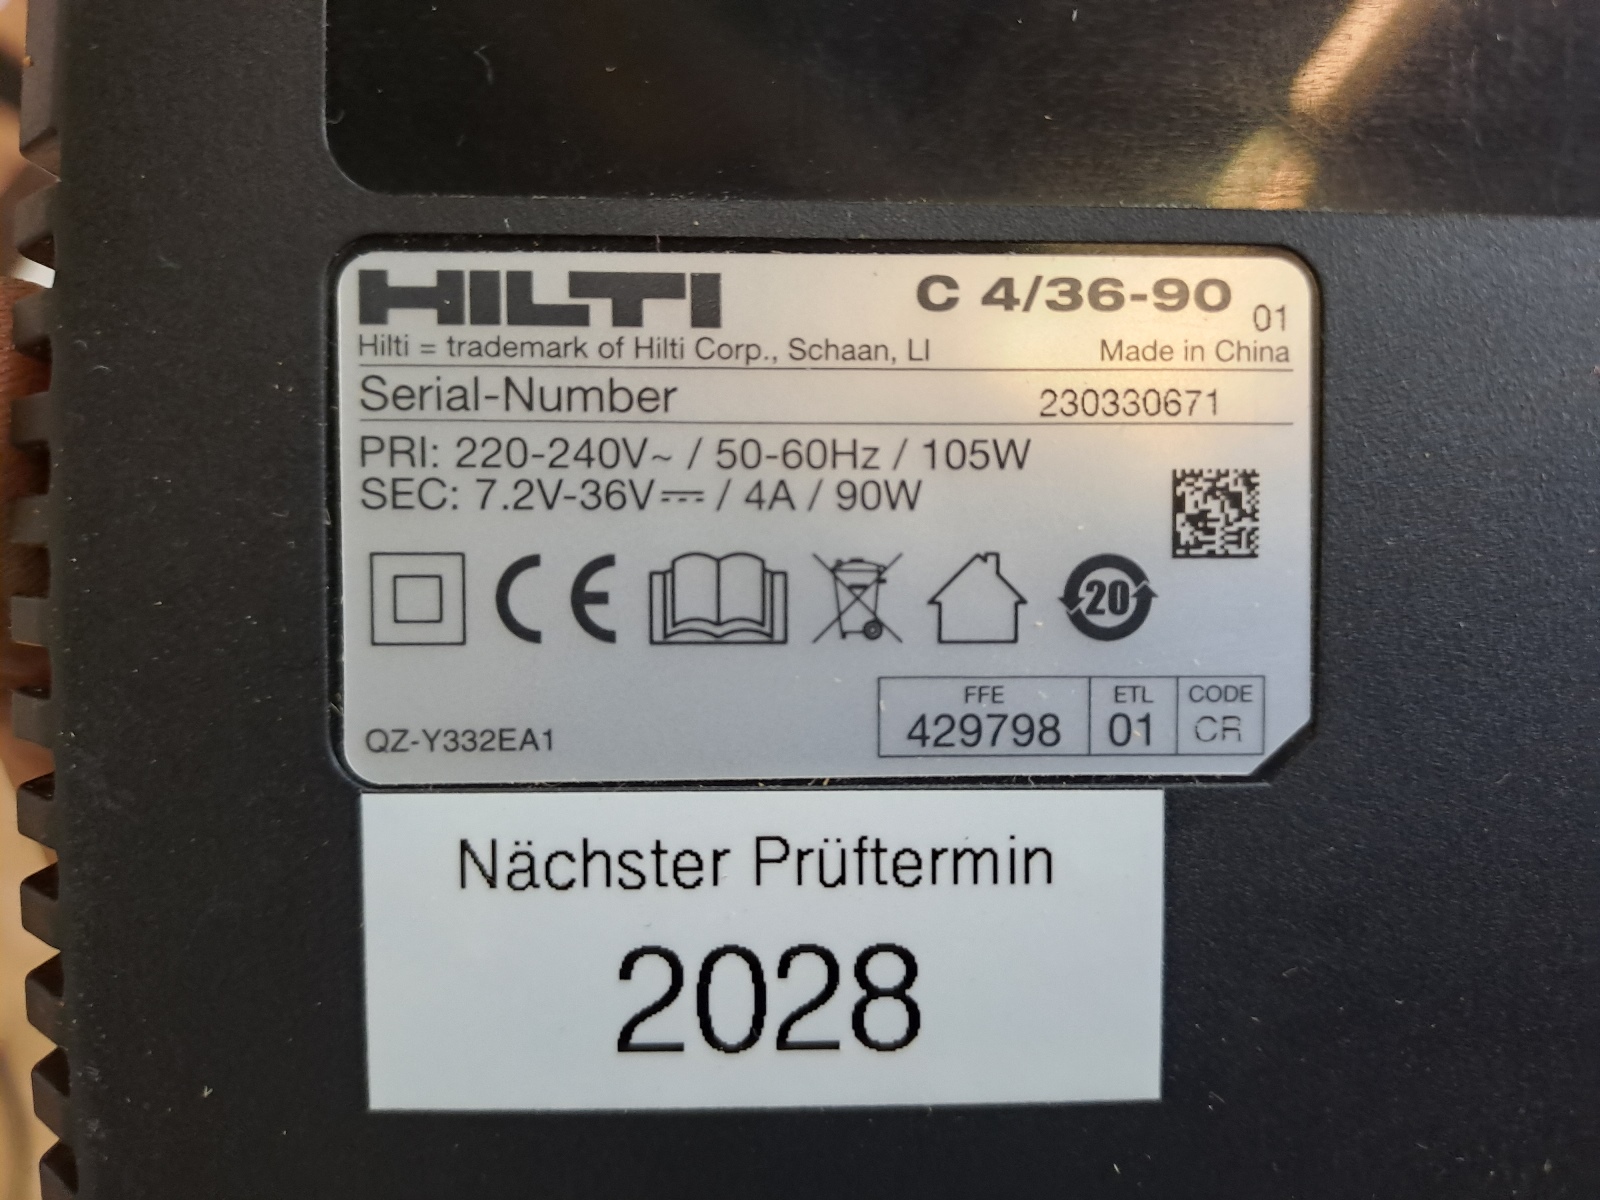 HILTI C 4/36-90 01
Hilti = trademark of Hilti Corp., Schaan, LI Made in China
Serial-Number 230330671
PRI: 220-240V~ / 50-60Hz / 105W
SEC: 7.2V-36V⎓ / 4A / 90W
CE
20
FFE ETL CODE
429798 01 CR
QZ-Y332EA1
Nächster Prüftermin
2028